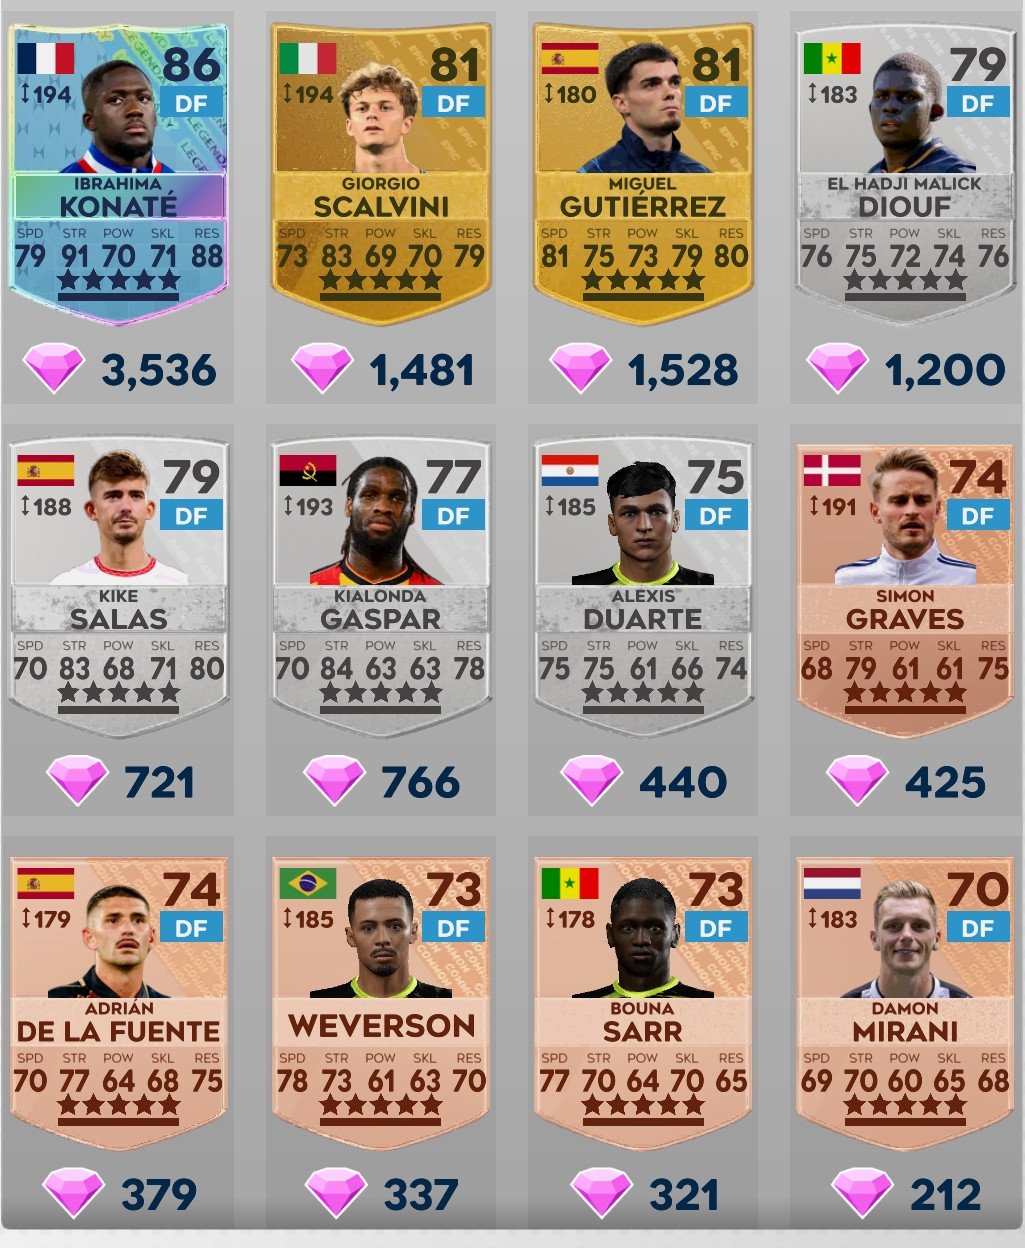 86
194
DF
LEGENDARY
IBRAHIMA
KONATÉ
SPD STR POW SKL RES
79 91 70 71 88
3,536
81
194
DF
EPIC
GIORGIO
SCALVINI
SPD STR POW SKL RES
73 83 69 70 79
1,481
81
180
DF
EPIC
MIGUEL
GUTIÉRREZ
SPD STR POW SKL RES
81 75 73 79 80
1,528
79
183
DF
RARE
EL HADJI MALICK
DIOUF
SPD STR POW SKL RES
76 75 72 74 76
1,200
79
188
DF
KIKE
SALAS
SPD STR POW SKL RES
70 83 68 71 80
721
77
193
DF
KIALONDA
GASPAR
SPD STR POW SKL RES
70 84 63 63 78
766
75
185
DF
RARE
ALEXIS
DUARTE
SPD STR POW SKL RES
75 75 61 66 74
440
74
191
DF
COMMON
SIMON
GRAVES
SPD STR POW SKL RES
68 79 61 61 75
425
74
179
DF
COMMON
ADRIÁN
DE LA FUENTE
SPD STR POW SKL RES
70 77 64 68 75
379
73
185
DF
COMMON
WEVERSON
SPD STR POW SKL RES
78 73 61 63 70
337
73
178
DF
COMMON
BOUNA
SARR
SPD STR POW SKL RES
77 70 64 70 65
321
70
183
DF
COMMON
DAMON
MIRANI
SPD STR POW SKL RES
69 70 60 65 68
212